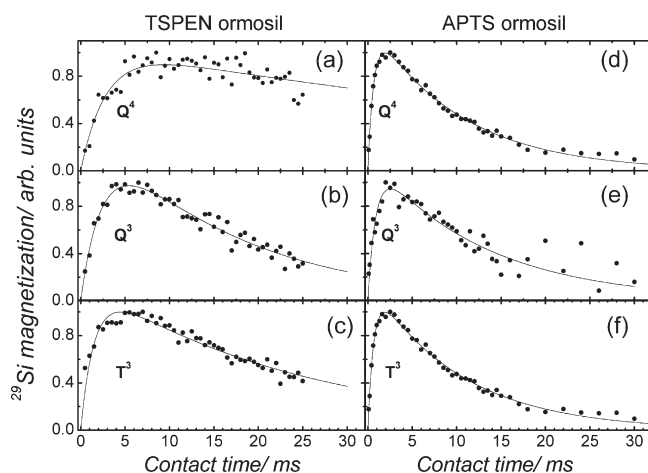 TSPEN ormosil
APTS ormosil
²⁹Si magnetization/ arb. units
0.8
0.4
0.0
(a)
Q⁴
(d)
Q⁴
0.8
0.4
0.0
(b)
Q³
(e)
Q³
0.8
0.4
0.0
(c)
T³
(f)
T³
0 5 10 15 20 25 30
0 5 10 15 20 25 30
Contact time/ ms
Contact time/ ms